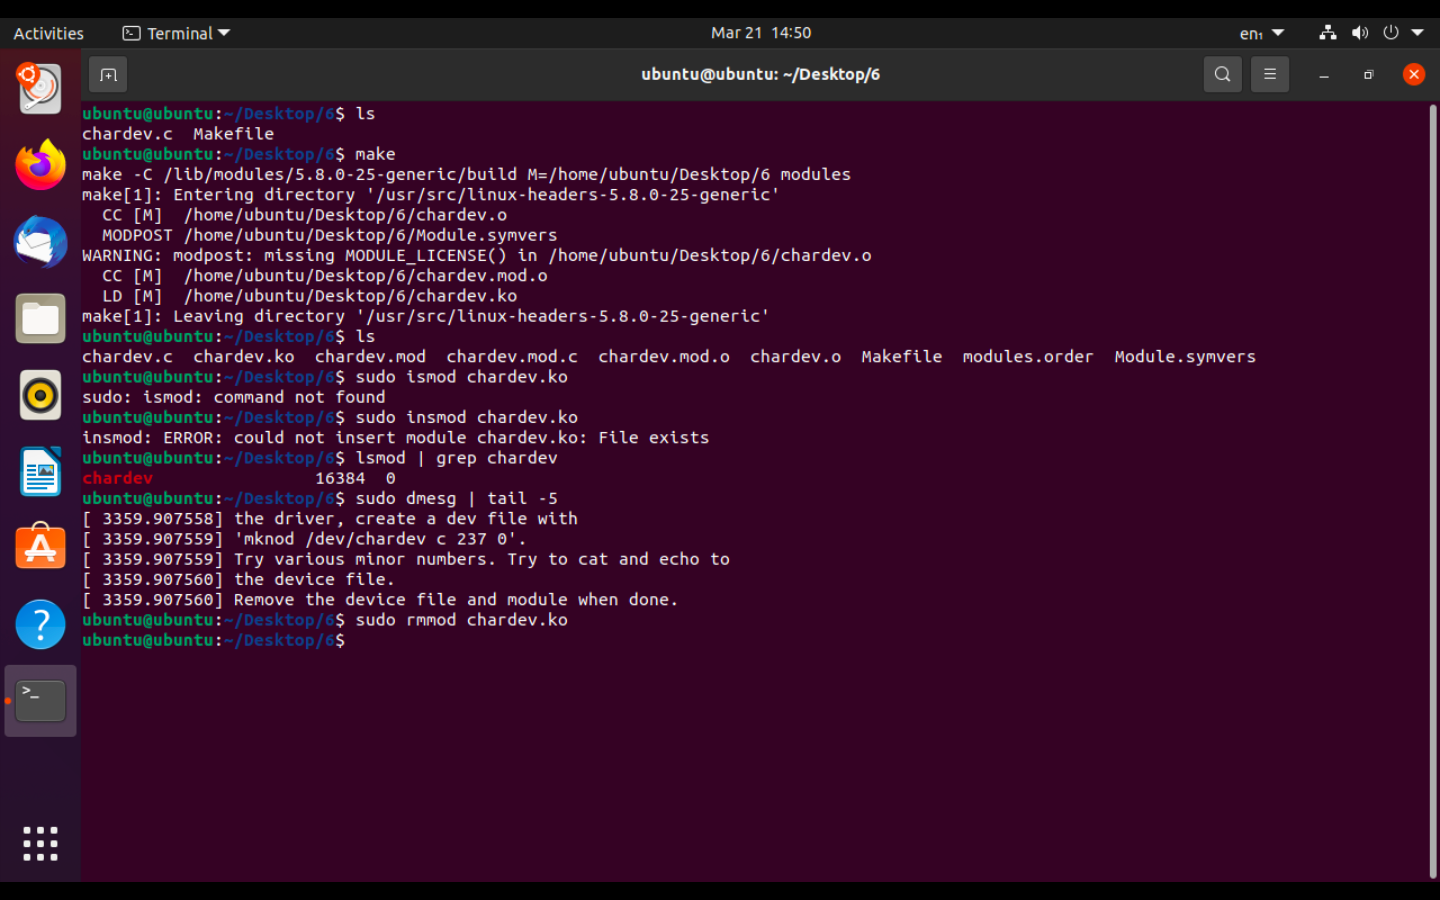 Activities Terminal Mar 21 14:50 en₁
ubuntu@ubuntu: ~/Desktop/6
ubuntu@ubuntu:~/Desktop/6$ ls
chardev.c  Makefile
ubuntu@ubuntu:~/Desktop/6$ make
make -C /lib/modules/5.8.0-25-generic/build M=/home/ubuntu/Desktop/6 modules
make[1]: Entering directory '/usr/src/linux-headers-5.8.0-25-generic'
  CC [M]  /home/ubuntu/Desktop/6/chardev.o
  MODPOST /home/ubuntu/Desktop/6/Module.symvers
WARNING: modpost: missing MODULE_LICENSE() in /home/ubuntu/Desktop/6/chardev.o
  CC [M]  /home/ubuntu/Desktop/6/chardev.mod.o
  LD [M]  /home/ubuntu/Desktop/6/chardev.ko
make[1]: Leaving directory '/usr/src/linux-headers-5.8.0-25-generic'
ubuntu@ubuntu:~/Desktop/6$ ls
chardev.c  chardev.ko  chardev.mod  chardev.mod.c  chardev.mod.o  chardev.o  Makefile  modules.order  Module.symvers
ubuntu@ubuntu:~/Desktop/6$ sudo ismod chardev.ko
sudo: ismod: command not found
ubuntu@ubuntu:~/Desktop/6$ sudo insmod chardev.ko
insmod: ERROR: could not insert module chardev.ko: File exists
ubuntu@ubuntu:~/Desktop/6$ lsmod | grep chardev
chardev                16384  0
ubuntu@ubuntu:~/Desktop/6$ sudo dmesg | tail -5
[ 3359.907558] the driver, create a dev file with
[ 3359.907559] 'mknod /dev/chardev c 237 0'.
[ 3359.907559] Try various minor numbers. Try to cat and echo to
[ 3359.907560] the device file.
[ 3359.907560] Remove the device file and module when done.
ubuntu@ubuntu:~/Desktop/6$ sudo rmmod chardev.ko
ubuntu@ubuntu:~/Desktop/6$